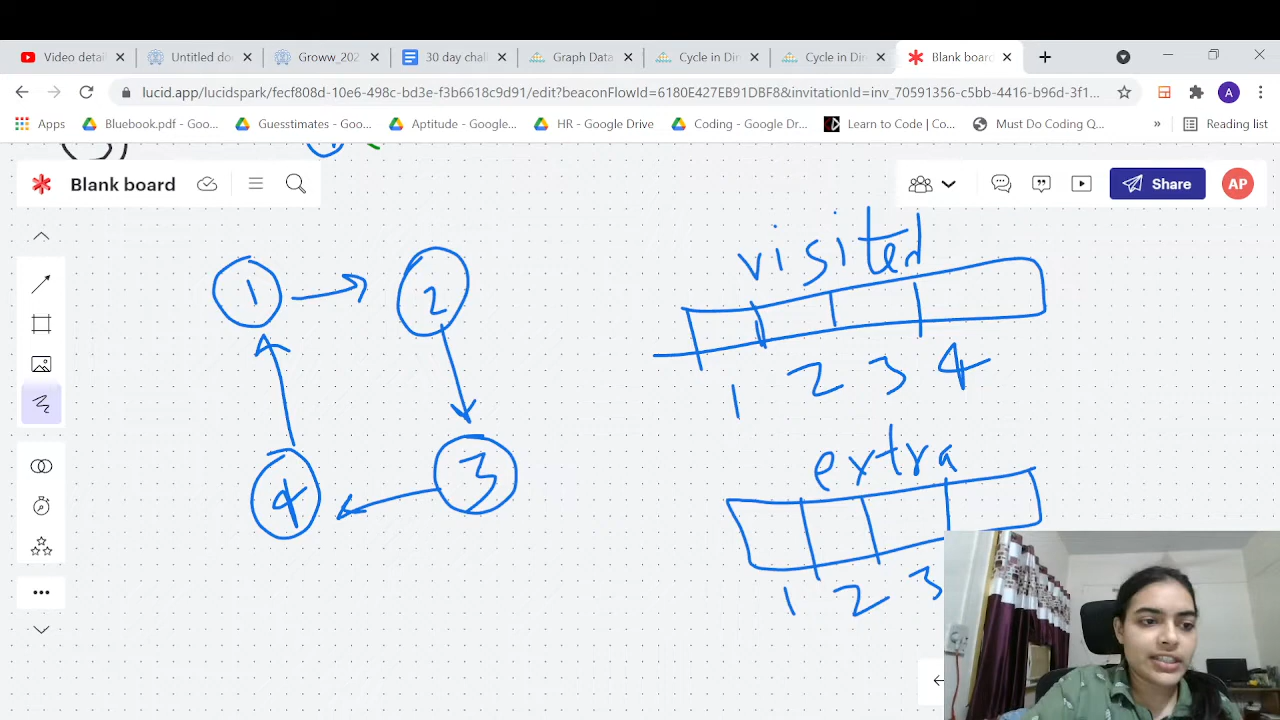 Video detai
Untitled do
Groww_202
30 day chall
Graph Data
Cycle in Dir
Cycle in Dir
Blank board
lucid.app/lucidspark/fecf808d-10e6-498c-bd3e-f3b6618c9d91/edit?beaconFlowId=6180E427EB91DBF8&invitationId=inv_70591356-c5bb-4416-b96d-3f1...
A
Apps
Bluebook.pdf - Goo...
Guesstimates - Goo...
Aptitude - Google...
HR - Google Drive
Coding - Google Dr...
Learn to Code | Co...
Must Do Coding Q...
»
Reading list
Blank board
Share
AP
visited
1 2
1 2 3 4
4 3
extra
1 2 3